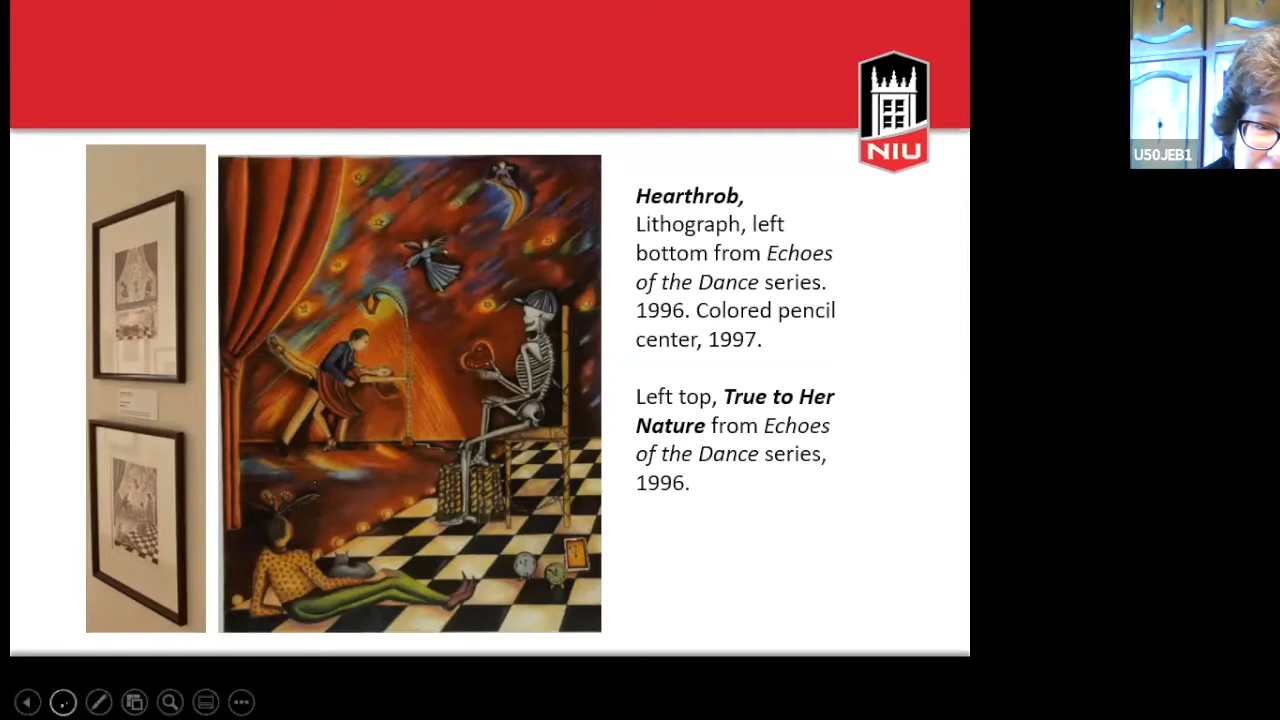 NIU
Hearthrob,
Lithograph, left
bottom from Echoes
of the Dance series.
1996. Colored pencil
center, 1997.
Left top, True to Her
Nature from Echoes
of the Dance series,
1996.
U50JEB1